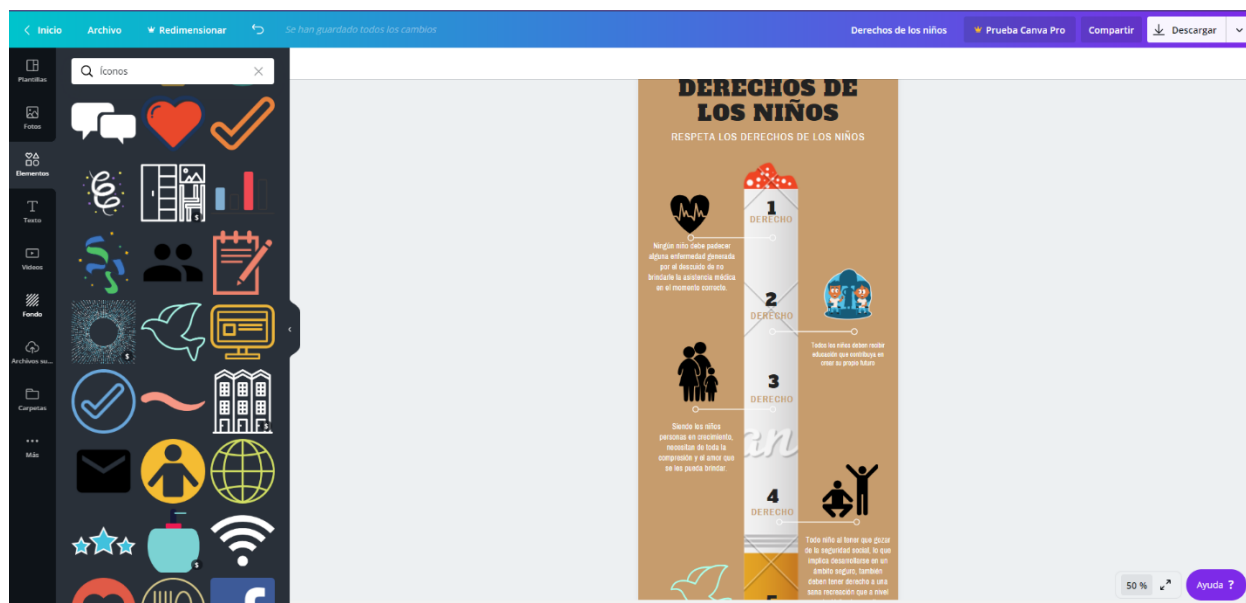 Inicio
Archivo
Redimensionar
Se han guardado todos los cambios
Derechos de los niños
Prueba Canva Pro
Compartir
Descargar
Plantillas
Fotos
Elementos
Texto
Videos
Fondo
Archivos su...
Carpetas
Más
íconos
DERECHOS DE
LOS NIÑOS
RESPETA LOS DERECHOS DE LOS NIÑOS
1
DERECHO
Ningún niño debe padecer
alguna enfermedad generada
por el descuido de no
brindarle la asistencia médica
en el momento correcto.
2
DERECHO
Todos los niños deben recibir
educación que contribuya en
crear su propio futuro
3
DERECHO
Siendo los niños
personas en crecimiento,
necesitan de toda la
comprasión y el amor que
se les pueda brindar.
4
DERECHO
Todo niño al tener que gozar
de la seguridad social, lo que
implica desarrollarse en un
ámbito seguro, también
deben tener derecho a una
sana recreación que a nivel
50 %
Ayuda ?